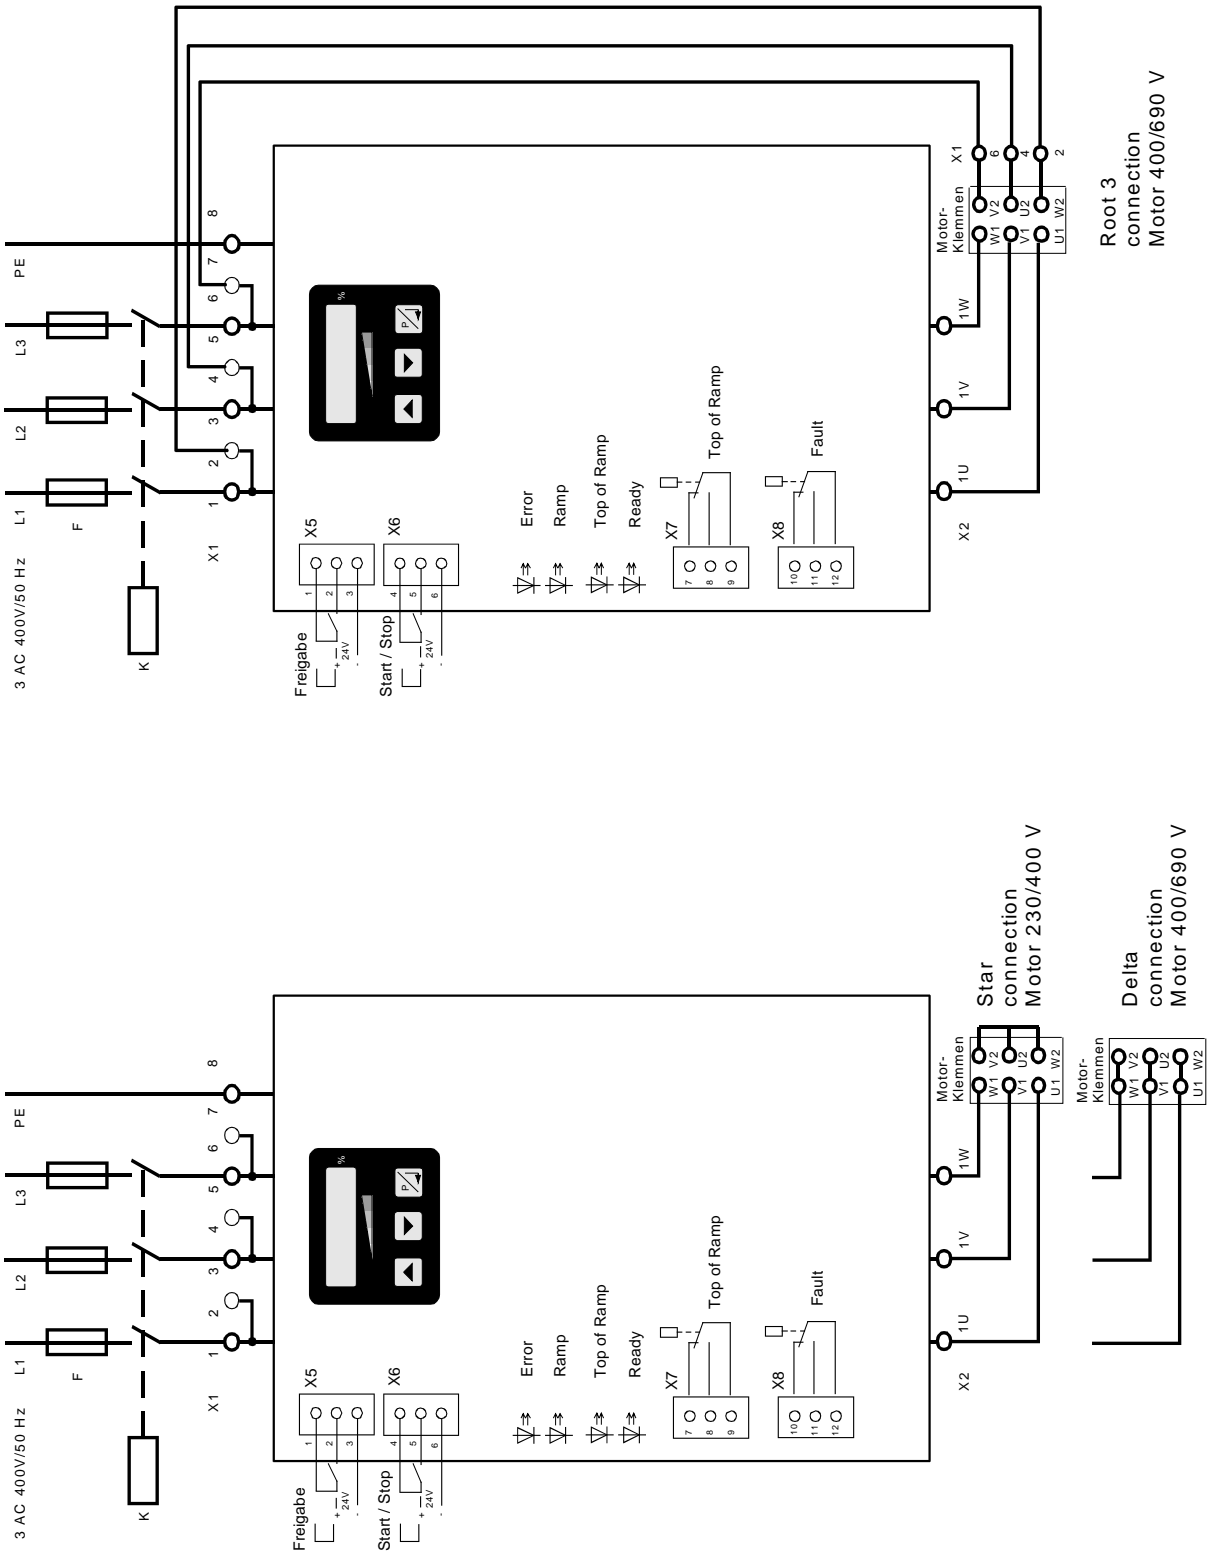 3 AC 400V/50 Hz
L1
L2
L3
PE
F
K
X1
1
2
3
4
5
6
7
8
%
P
Freigabe
+
24V
-
1
2
3
X5
Start / Stop
+
24V
-
4
5
6
X6
Error
Ramp
Top of Ramp
Ready
X7
7
8
9
Top of Ramp
X8
10
11
12
Fault
X2
1U
1V
1W
Motor-
Klemmen
W1 V2
V1 U2
U1 W2
Star
connection
Motor 230/400 V
Motor-
Klemmen
W1 V2
V1 U2
U1 W2
Delta
connection
Motor 400/690 V
3 AC 400V/50 Hz
L1
L2
L3
PE
F
K
X1
1
2
3
4
5
6
7
8
%
P
Freigabe
+
24V
-
1
2
3
X5
Start / Stop
+
24V
-
4
5
6
X6
Error
Ramp
Top of Ramp
Ready
X7
7
8
9
Top of Ramp
X8
10
11
12
Fault
X2
1U
1V
1W
Motor-
Klemmen
X1
W1 V2 6
V1 U2 4
U1 W2 2
Root 3
connection
Motor 400/690 V